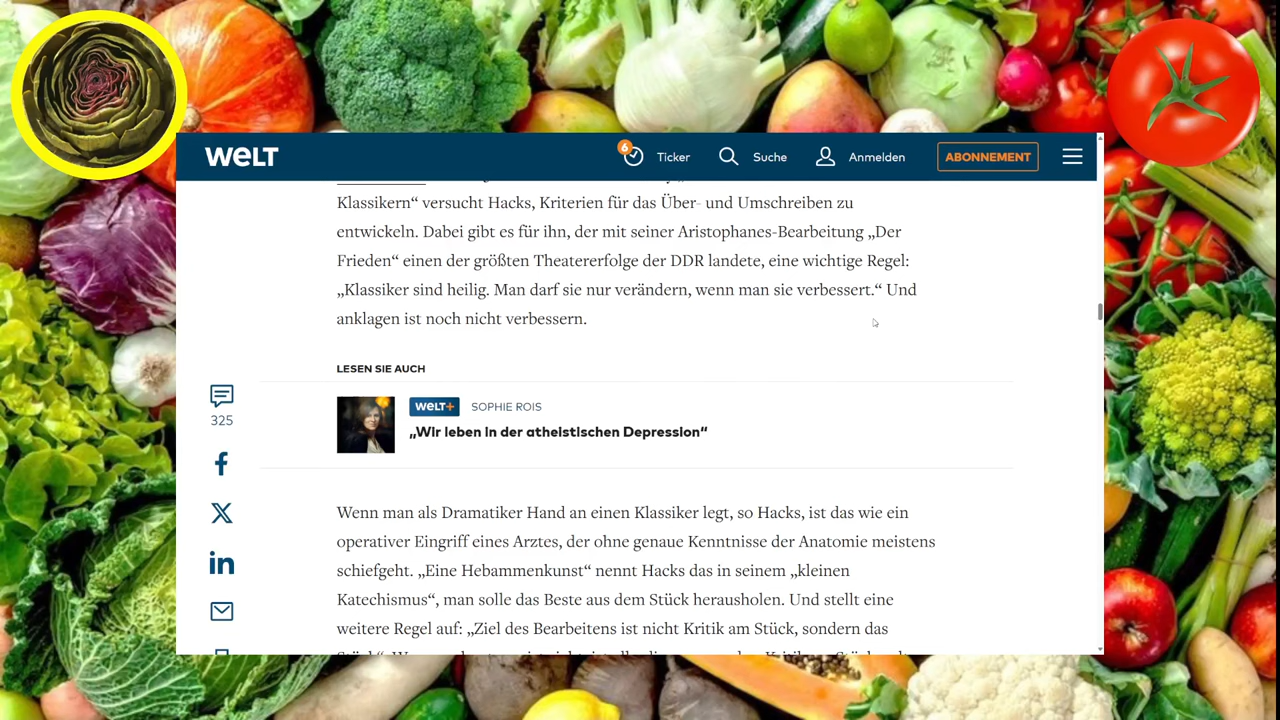 WELT
6
Ticker
Suche
Anmelden
ABONNEMENT
Klassikern“ versucht Hacks, Kriterien für das Über- und Umschreiben zu
entwickeln. Dabei gibt es für ihn, der mit seiner Aristophanes-Bearbeitung „Der
Frieden“ einen der größten Theatererfolge der DDR landete, eine wichtige Regel:
„Klassiker sind heilig. Man darf sie nur verändern, wenn man sie verbessert.“ Und
anklagen ist noch nicht verbessern.
LESEN SIE AUCH
WELT+ SOPHIE ROIS
„Wir leben in der atheistischen Depression“
325
Wenn man als Dramatiker Hand an einen Klassiker legt, so Hacks, ist das wie ein
operativer Eingriff eines Arztes, der ohne genaue Kenntnisse der Anatomie meistens
schiefgeht. „Eine Hebammenkunst“ nennt Hacks das in seinem „kleinen
Katechismus“, man solle das Beste aus dem Stück herausholen. Und stellt eine
weitere Regel auf: „Ziel des Bearbeitens ist nicht Kritik am Stück, sondern das